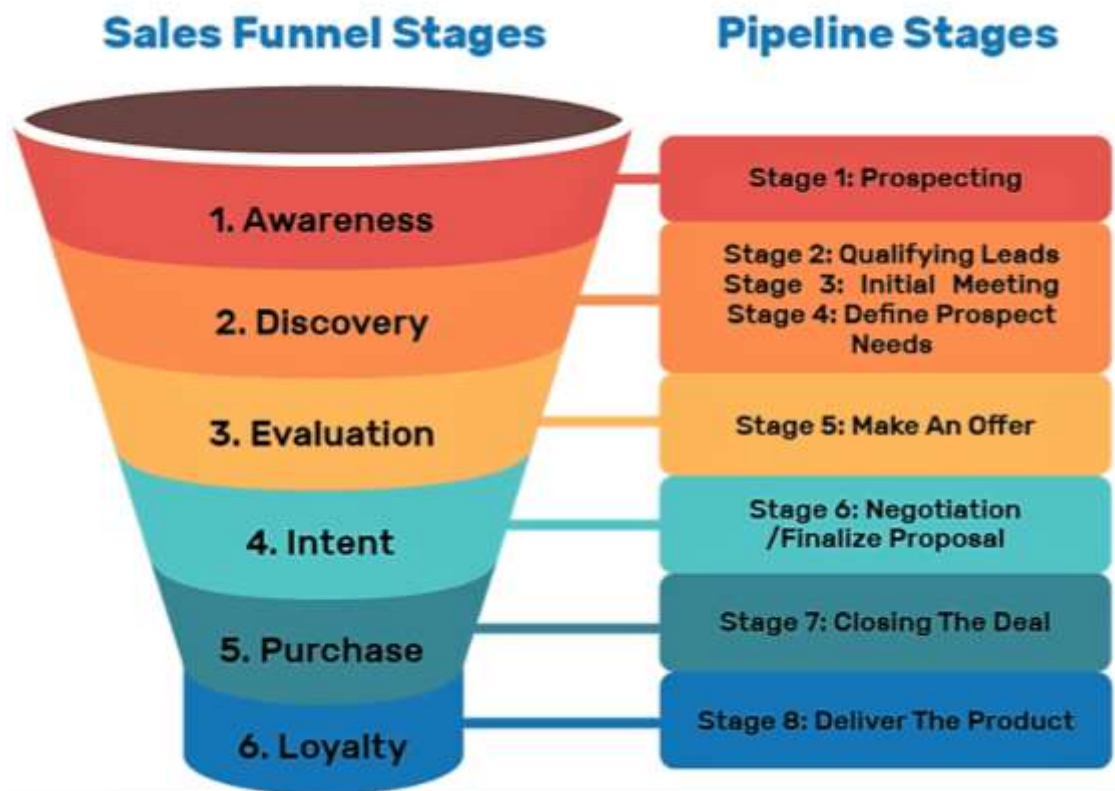 Sales Funnel Stages
Pipeline Stages
1. Awareness
2. Discovery
3. Evaluation
4. Intent
5. Purchase
6. Loyalty
Stage 1: Prospecting
Stage 2: Qualifying Leads
Stage 3: Initial Meeting
Stage 4: Define Prospect
Needs
Stage 5: Make An Offer
Stage 6: Negotiation
/Finalize Proposal
Stage 7: Closing The Deal
Stage 8: Deliver The Product